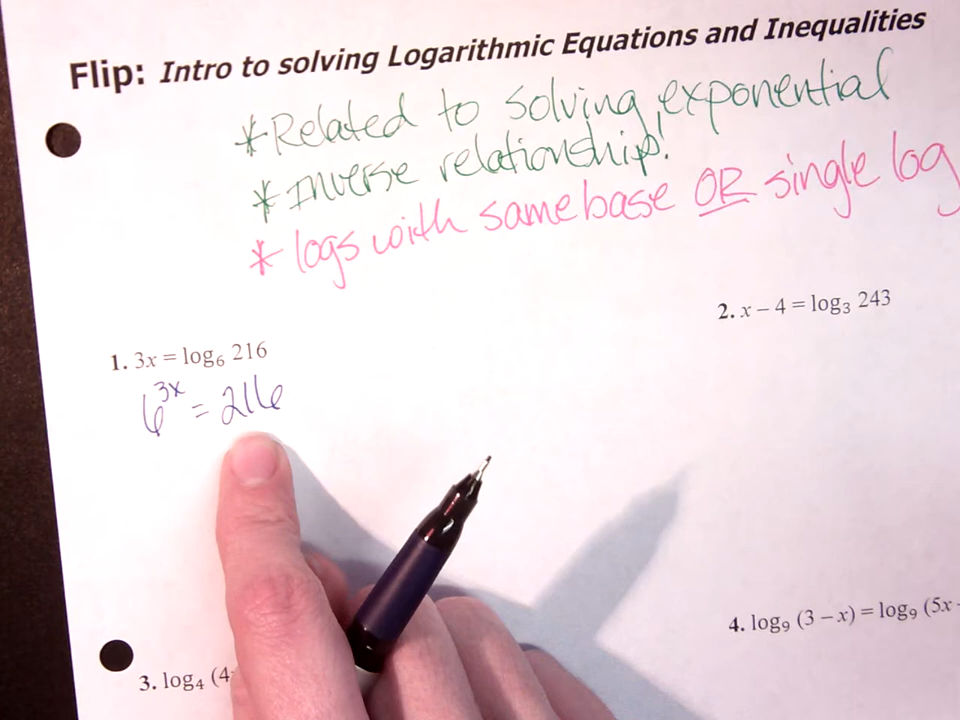 Flip: Intro to solving Logarithmic Equations and Inequalities
* Related to solving exponential
* Inverse relationship!
* logs with same base OR single log
2. x – 4 = log₃ 243
1. 3x = log₆ 216
6^3x = 216
4. log₉ (3 – x) = log₉ (5x
3. log₄ (4